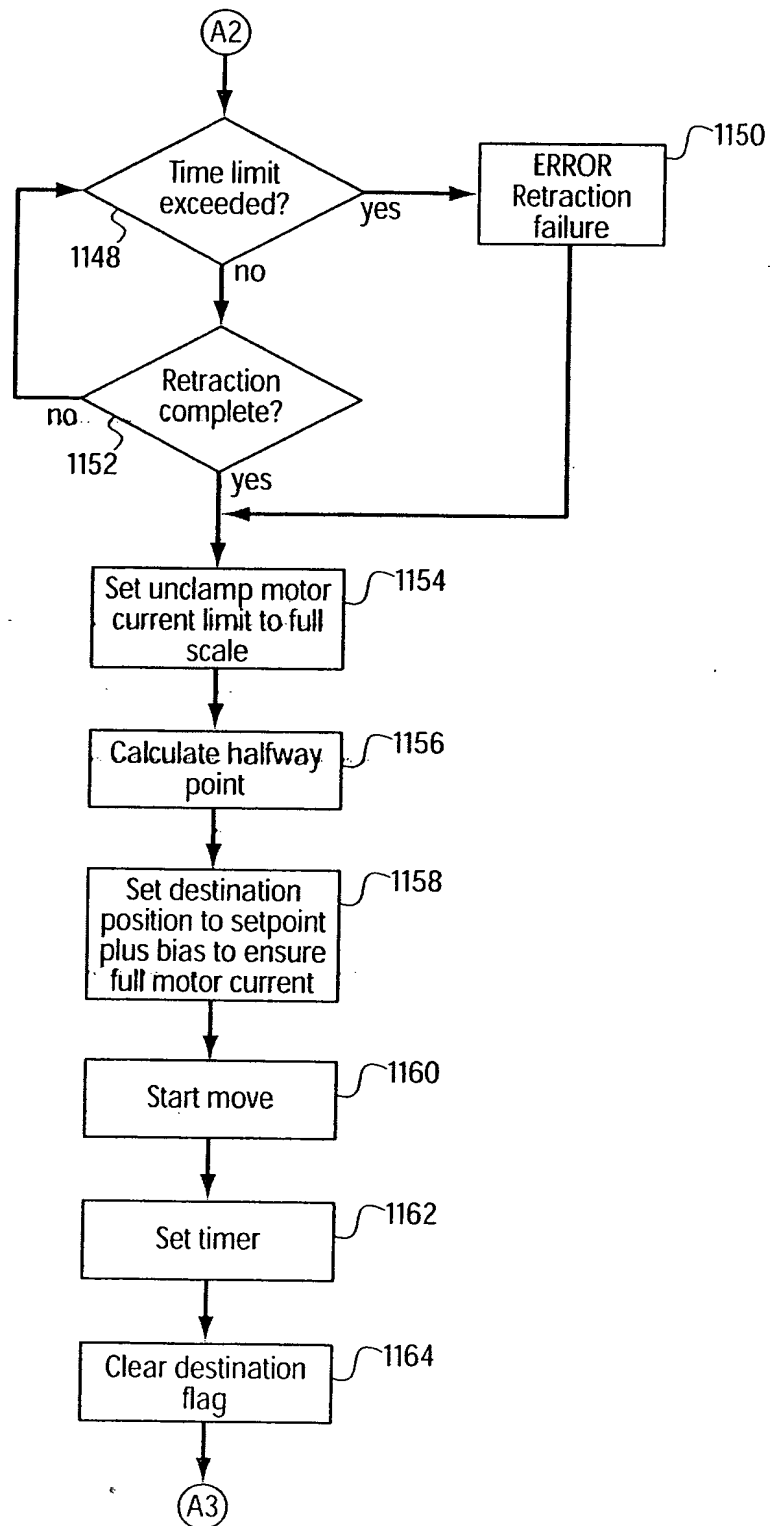 A2
Time limit
exceeded?
yes
1148
no
1150
ERROR
Retraction
failure
Retraction
complete?
no
1152
yes
Set unclamp motor
current limit to full
scale
1154
Calculate halfway
point
1156
Set destination
position to setpoint
plus bias to ensure
full motor current
1158
Start move
1160
Set timer
1162
Clear destination
flag
1164
A3